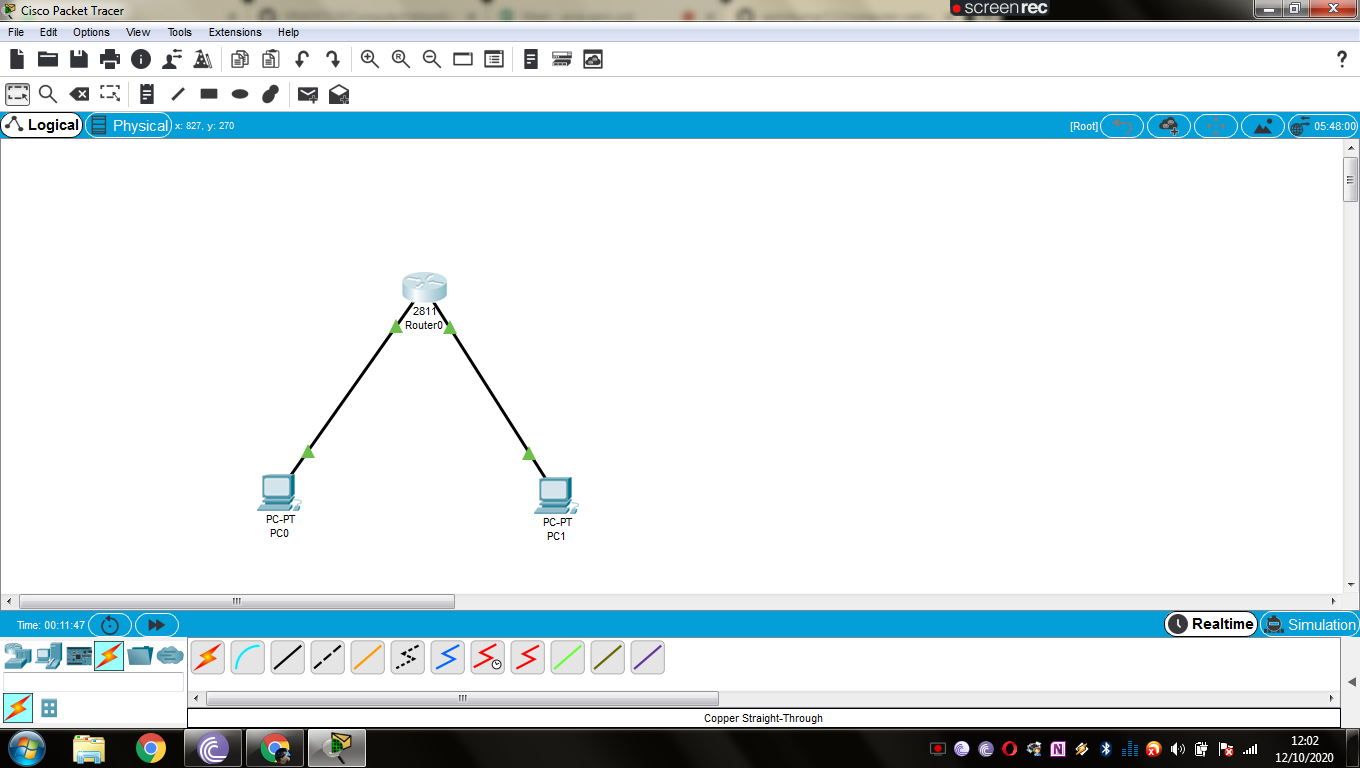 Cisco Packet Tracer
screenrec
File Edit Options View Tools Extensions Help
?
Logical
Physical
x: 827, y: 270
[Root]
05:48:00
2811
Router0
PC-PT
PC0
PC-PT
PC1
Time: 00:11:47
Realtime
Simulation
Copper Straight-Through
12:02
12/10/2020